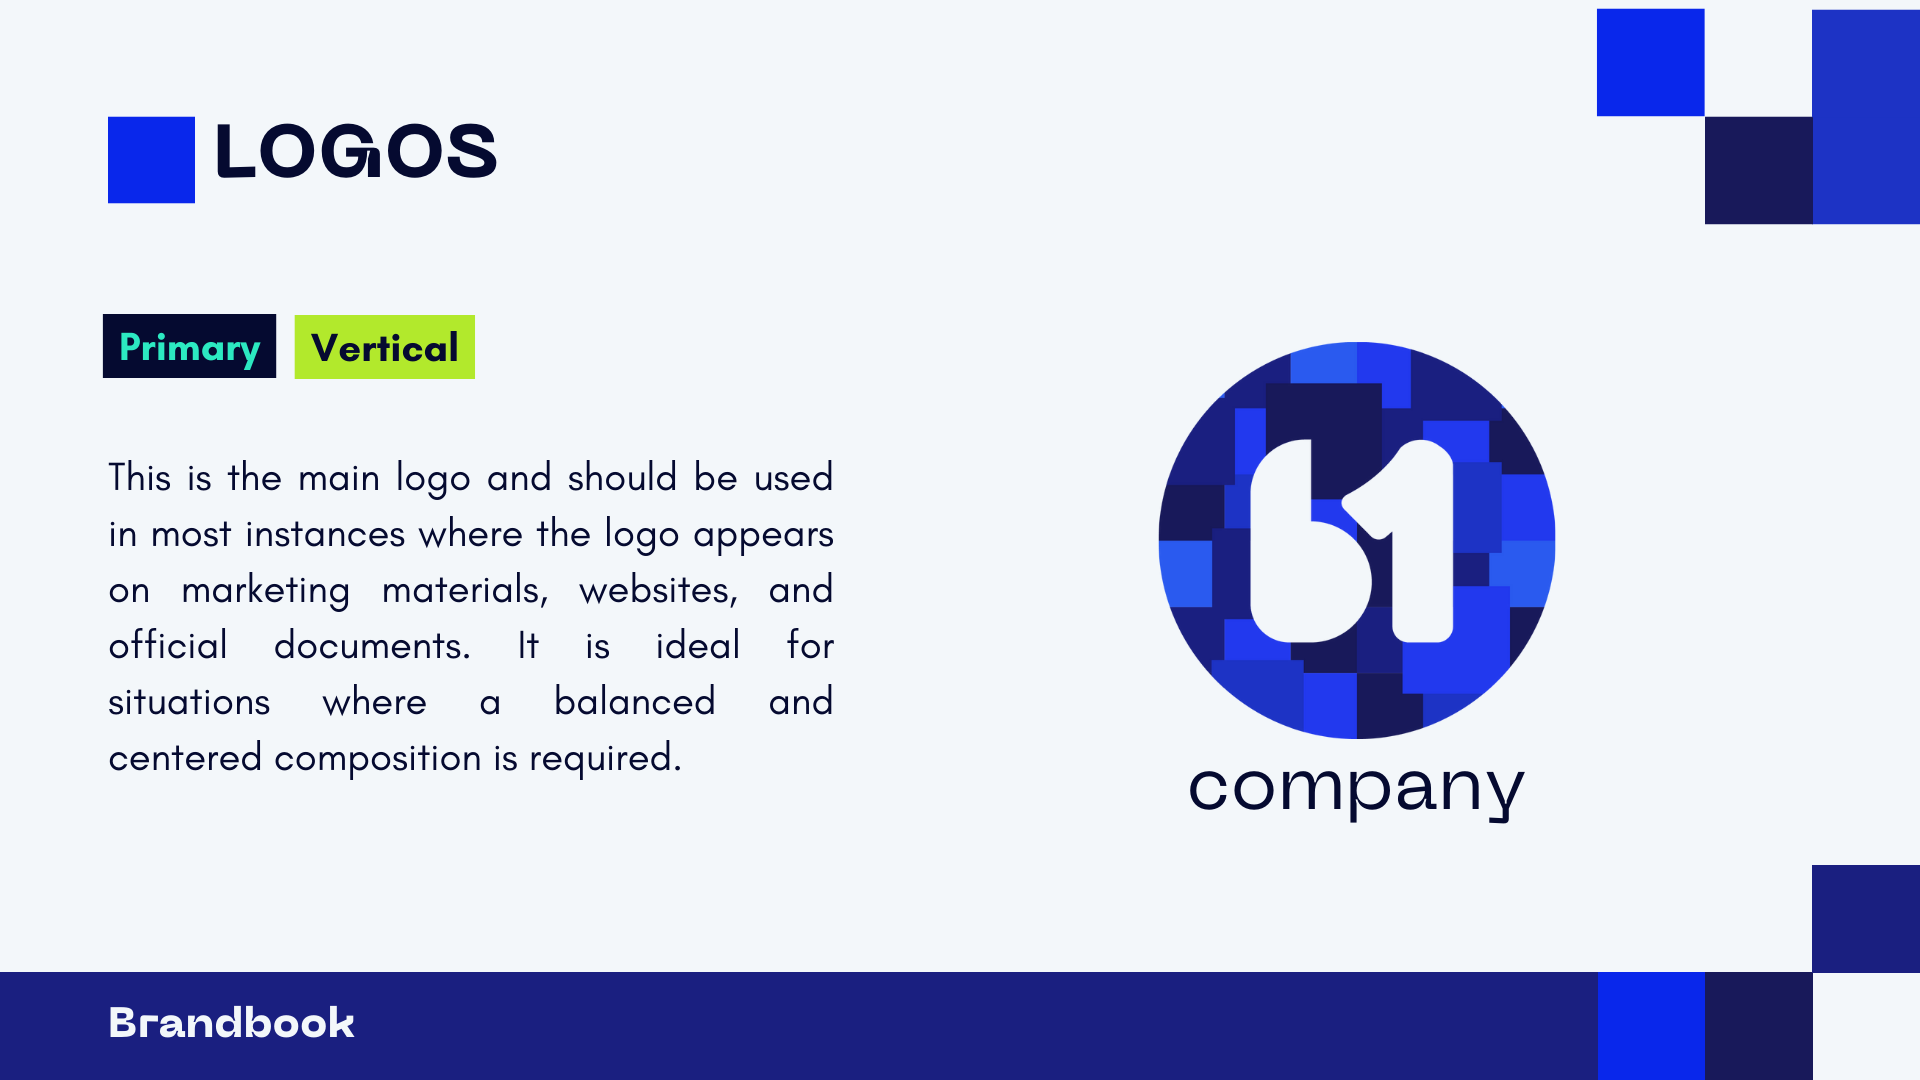 LOGOS
Primary Vertical
This is the main logo and should be used
in most instances where the logo appears
on marketing materials, websites, and
official documents. It is ideal for
situations where a balanced and
centered composition is required.
b1
company
Brandbook